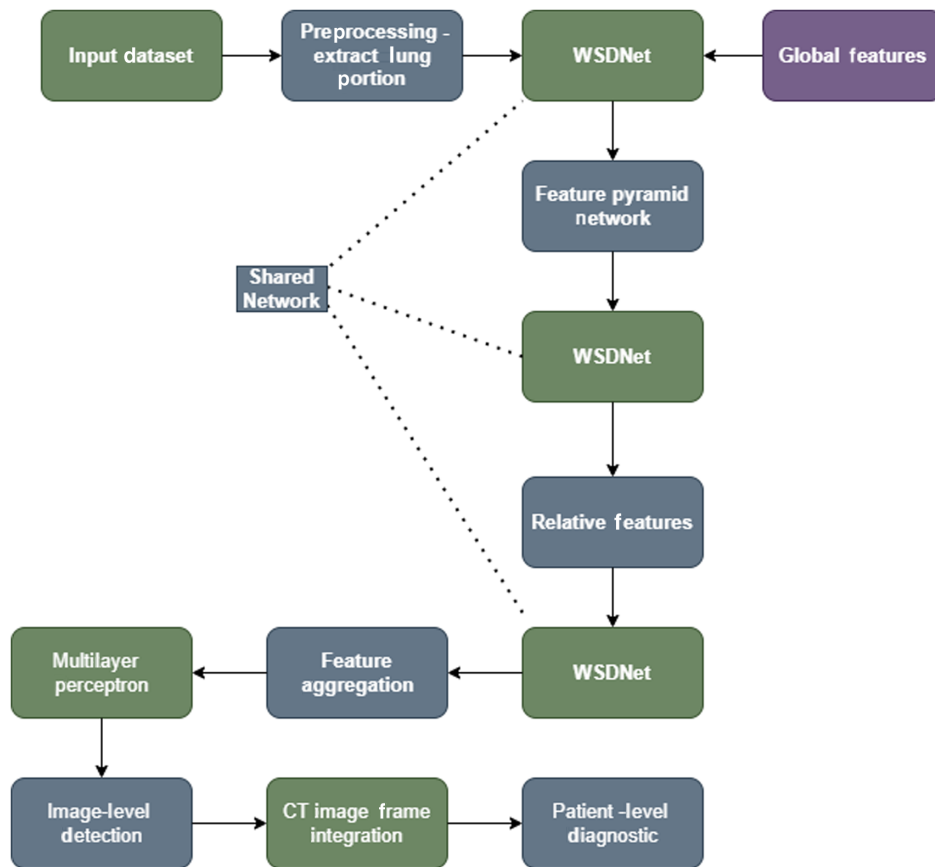 Input dataset
Preprocessing -
extract lung
portion
WSDNet
Global features
Feature pyramid
network
Shared
Network
WSDNet
Relative features
Multilayer
perceptron
Feature
aggregation
WSDNet
Image-level
detection
CT image frame
integration
Patient -level
diagnostic